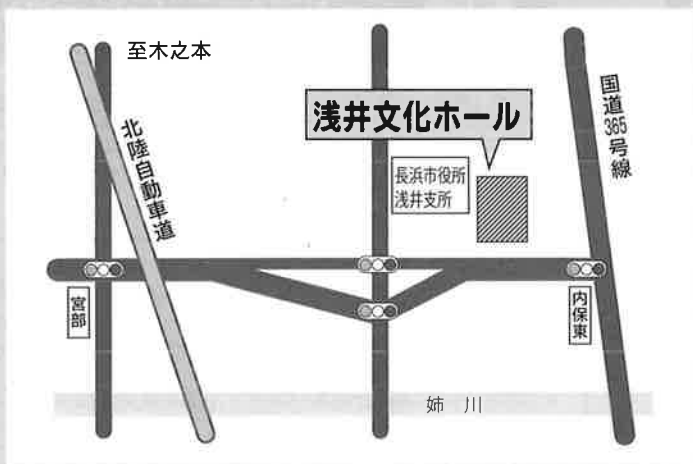 至木之本
北陸自動車道
浅井文化ホール
国道365号線
長浜市役所
浅井支所
宮部
内保東
姉川